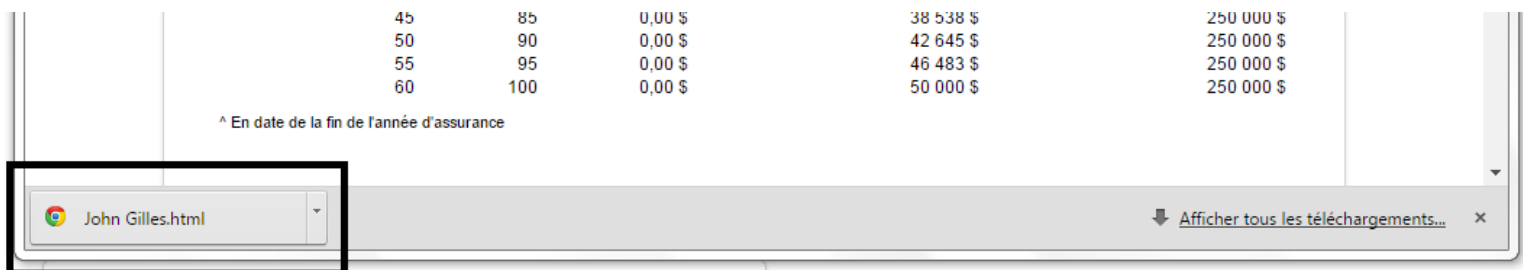 45 85 0,00 $ 38 538 $ 250 000 $
50 90 0,00 $ 42 645 $ 250 000 $
55 95 0,00 $ 46 483 $ 250 000 $
60 100 0,00 $ 50 000 $ 250 000 $
^ En date de la fin de l'année d'assurance
John Gilles.html Afficher tous les téléchargements...